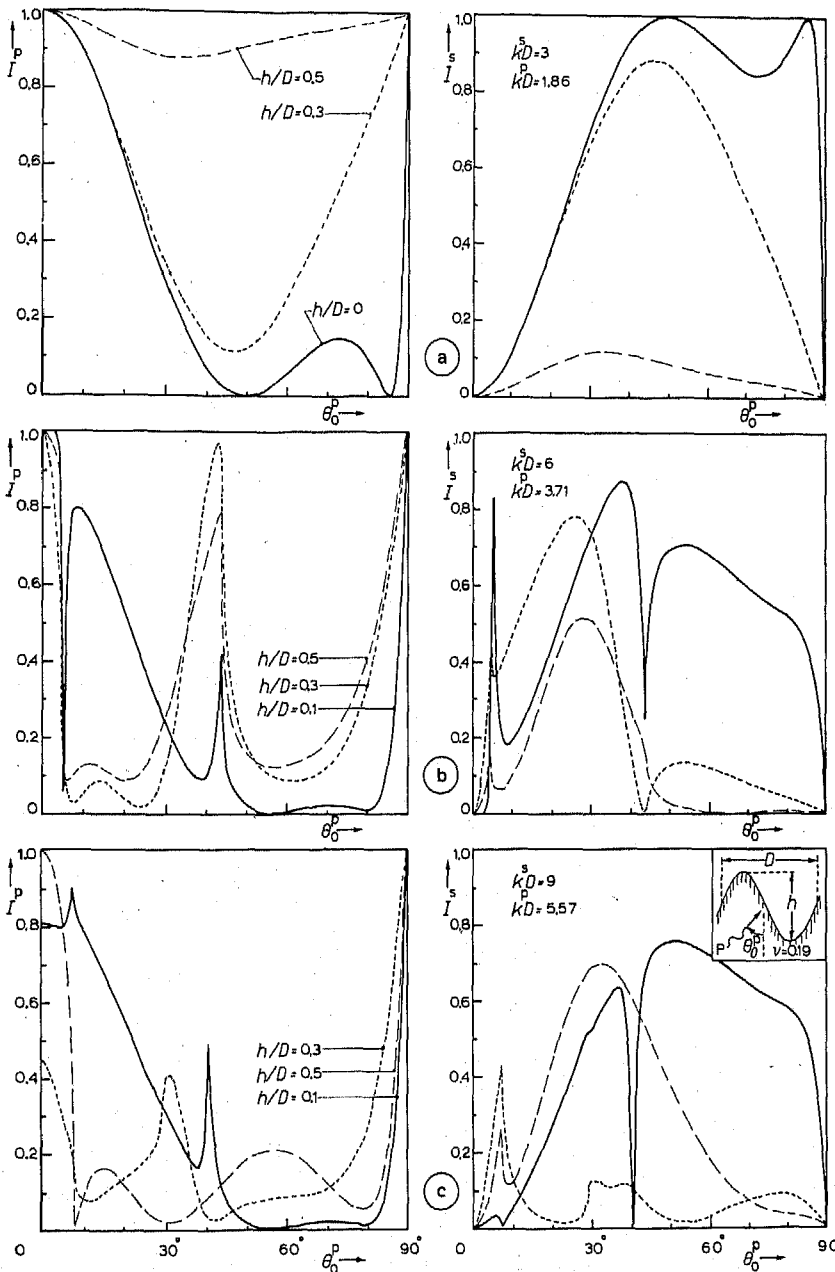 1,0
I^p
0,8
0,6
0,4
0,2
0
h/D=0,5
h/D=0,3
h/D=0
θ₀^p
1,0
I^s
0,8
0,6
0,4
0,2
0
k^sD=3
k^pD=1,86
a
θ₀^p
1,0
I^p
0,8
0,6
0,4
0,2
0
h/D=0,5
h/D=0,3
h/D=0,1
θ₀^p
1,0
I^s
0,8
0,6
0,4
0,2
0
k^sD=6
k^pD=3,71
b
θ₀^p
1,0
I^p
0,8
0,6
0,4
0,2
0
h/D=0,3
h/D=0,5
h/D=0,1
30°
60°
90°
θ₀^p
1,0
I^s
0,8
0,6
0,4
0,2
0
k^sD=9
k^pD=5,57
D
h
P
θ₀^p
ν=0,19
c
30°
60°
90°
θ₀^p